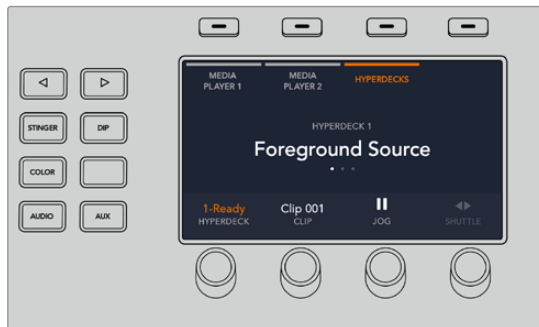 MEDIA
PLAYER 1
MEDIA
PLAYER 2
HYPERDECKS
HYPERDECK 1
Foreground Source
1-Ready
HYPERDECK
Clip 001
CLIP
JOG
SHUTTLE
STINGER
DIP
COLOR
AUDIO
AUX